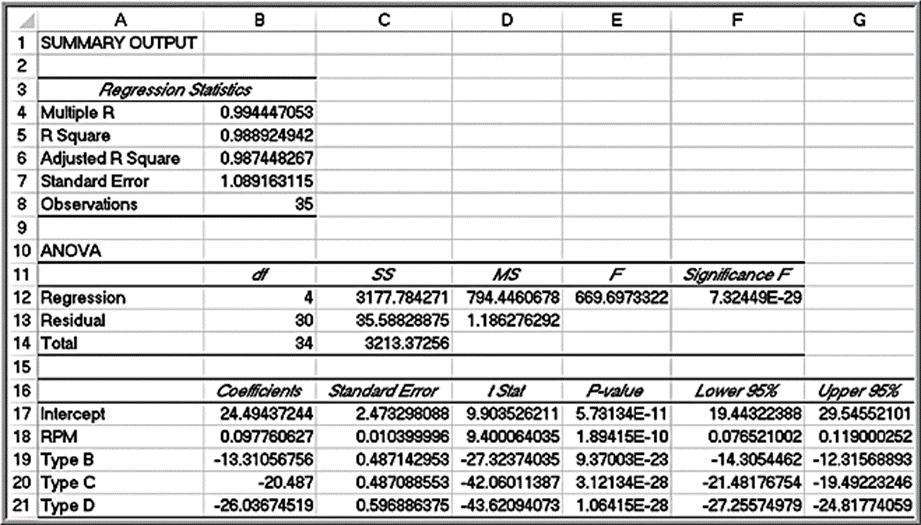 A B C D E F G
1 SUMMARY OUTPUT
2
3 Regression Statistics
4 Multiple R 0.994447053
5 R Square 0.988924942
6 Adjusted R Square 0.987448267
7 Standard Error 1.089163115
8 Observations 35
9
10 ANOVA
11 df SS MS F Significance F
12 Regression 4 3177.784271 794.4460678 669.6973322 7.32449E-29
13 Residual 30 35.58828875 1.186276292
14 Total 34 3213.37256
15
16 Coefficients Standard Error t Stat P-value Lower 95% Upper 95%
17 Intercept 24.49437244 2.473298088 9.903526211 5.73134E-11 19.44322388 29.54552101
18 RPM 0.097760627 0.010399996 9.400064035 1.89415E-10 0.076521002 0.119000252
19 Type B -13.31056756 0.487142953 -27.32374035 9.37003E-23 -14.3054462 -12.31568893
20 Type C -20.487 0.487088553 -42.06011387 3.12134E-28 -21.48176754 -19.49223246
21 Type D -26.03674519 0.596886375 -43.62094073 1.06415E-28 -27.25574979 -24.81774059